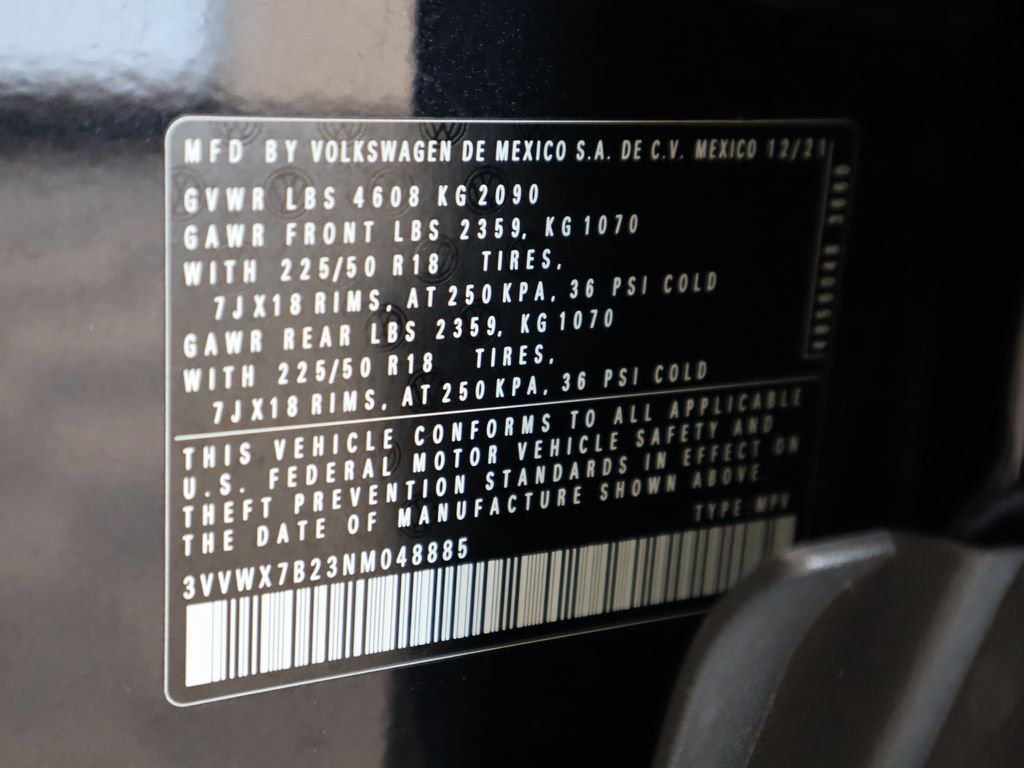 MFD BY VOLKSWAGEN DE MEXICO S.A. DE C.V. MEXICO 12/21
GVWR LBS 4608 KG 2090
GAWR FRONT LBS 2359, KG 1070
WITH 225/50 R18 TIRES,
7JX18 RIMS, AT 250 KPA, 36 PSI COLD
GAWR REAR LBS 2359, KG 1070
WITH 225/50 R18 TIRES,
7JX18 RIMS, AT 250 KPA, 36 PSI COLD
THIS VEHICLE CONFORMS TO ALL APPLICABLE
U.S. FEDERAL MOTOR VEHICLE SAFETY AND
THEFT PREVENTION STANDARDS IN EFFECT ON
THE DATE OF MANUFACTURE SHOWN ABOVE.
TYPE: MPV
3VVWX7B23NM048885